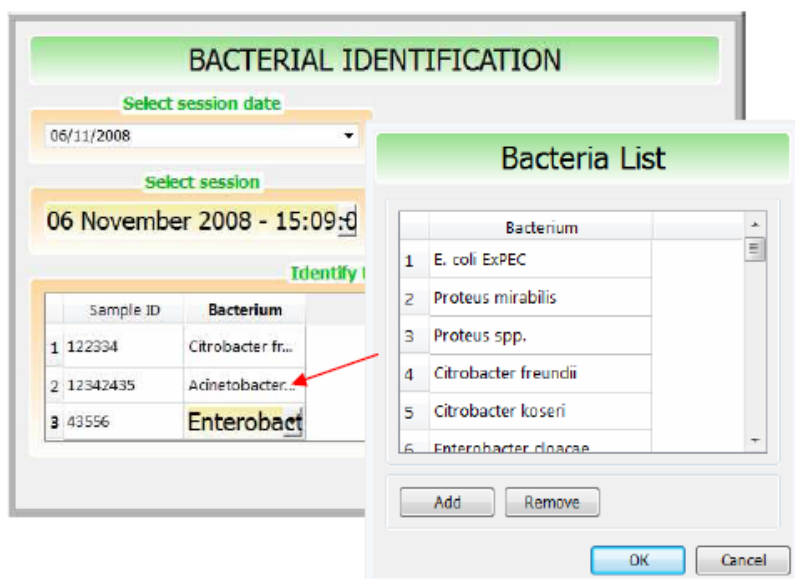 BACTERIAL IDENTIFICATION
Select session date
06/11/2008
Select session
06 November 2008 - 15:09:0
Identify
Sample ID Bacterium
1 122334 Citrobacter fr...
2 12342435 Acinetobacter...
3 43556 Enterobact
Bacteria List
Bacterium
1 E. coli ExPEC
2 Proteus mirabilis
3 Proteus spp.
4 Citrobacter freundii
5 Citrobacter koseri
6 Enterobacter cloacae
Add Remove
OK Cancel